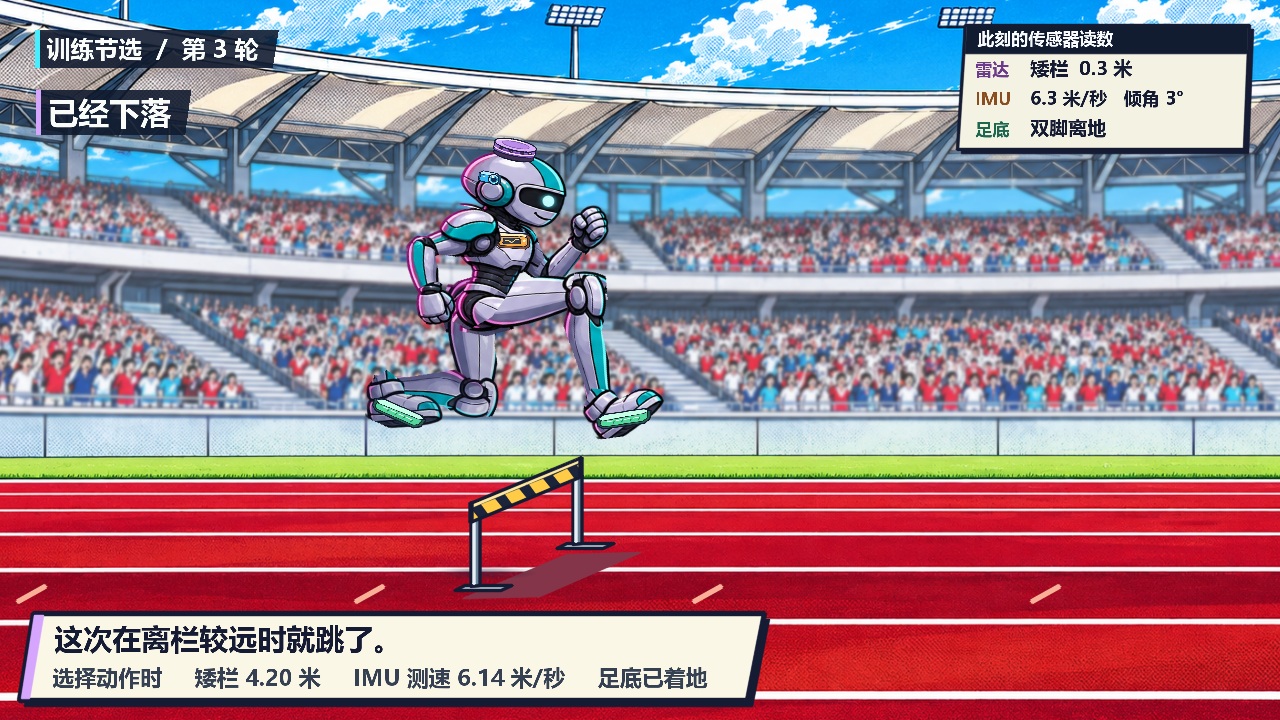 训练节选 / 第 3 轮
已经下落
此刻的传感器读数
雷达 矮栏 0.3 米
IMU 6.3 米/秒 倾角 3°
足底 双脚离地
这次在离栏较远时就跳了。
选择动作时 矮栏 4.20 米 IMU 测速 6.14 米/秒 足底已着地